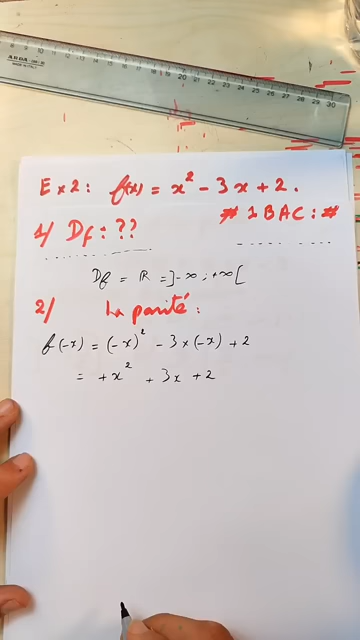 Ex2: f(x) = x² - 3x + 2.
# 1BAC: #
1/ Df: ??
Df = ℝ = ]-∞ ; +∞[
2/ La parité :
f(-x) = (-x)² - 3×(-x) + 2
= +x² + 3x + 2